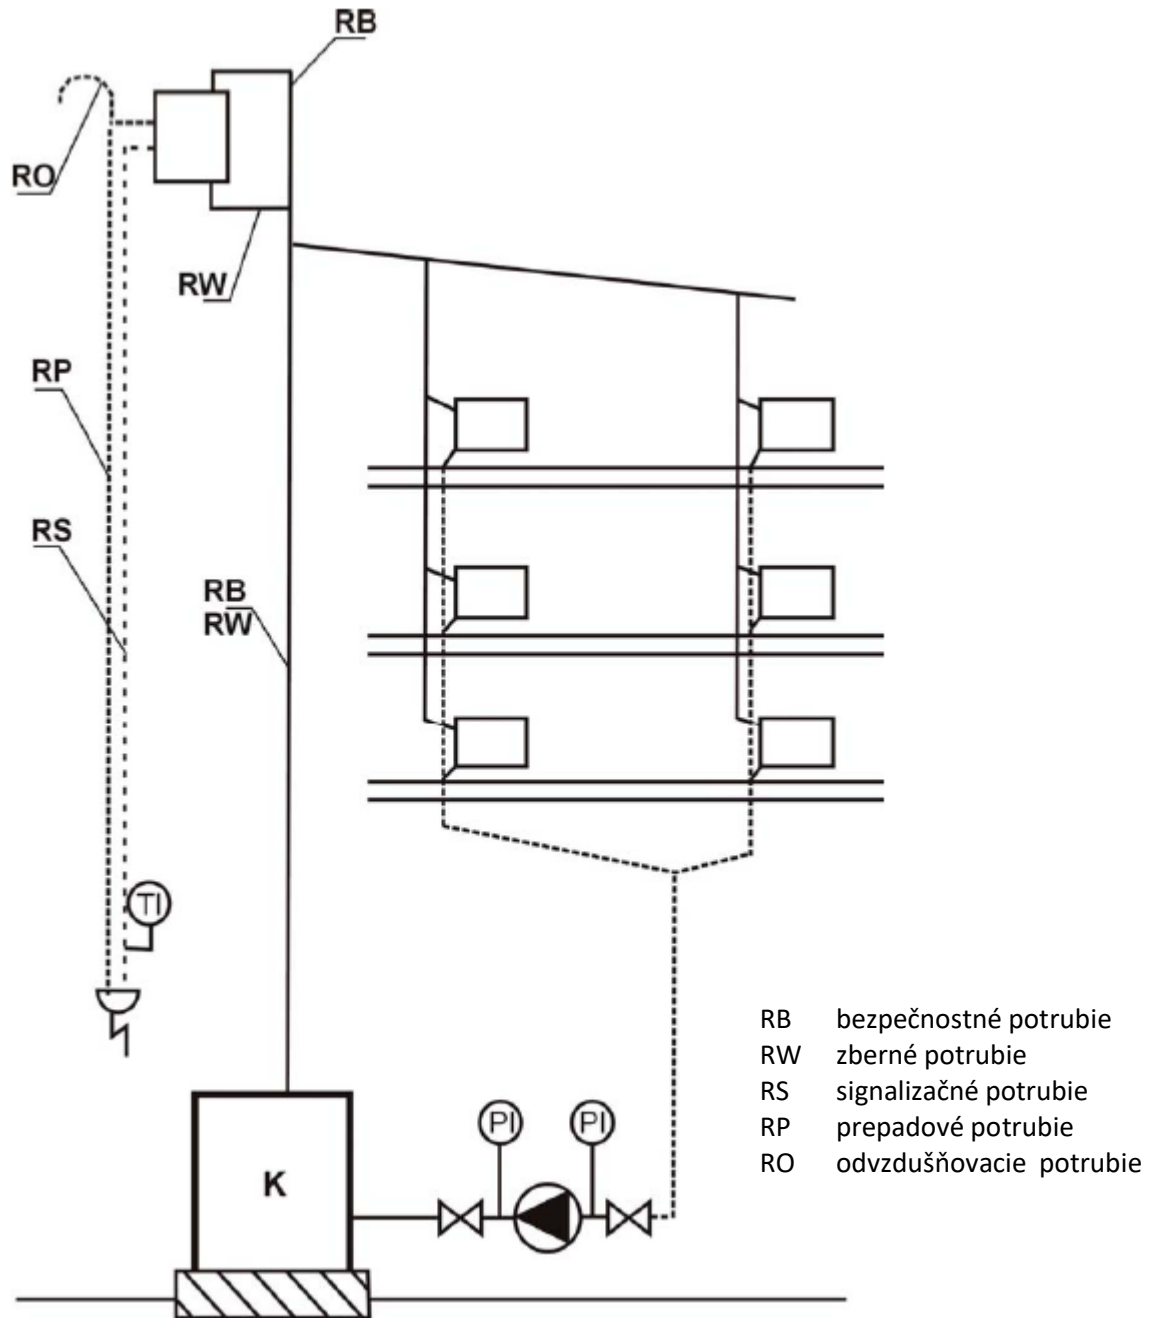 RB
RO
RW
RP
RS
RB
RW
TI
PI PI
K
RB bezpečnostné potrubie
RW zberné potrubie
RS signalizačné potrubie
RP prepadové potrubie
RO odvzdušňovacie potrubie